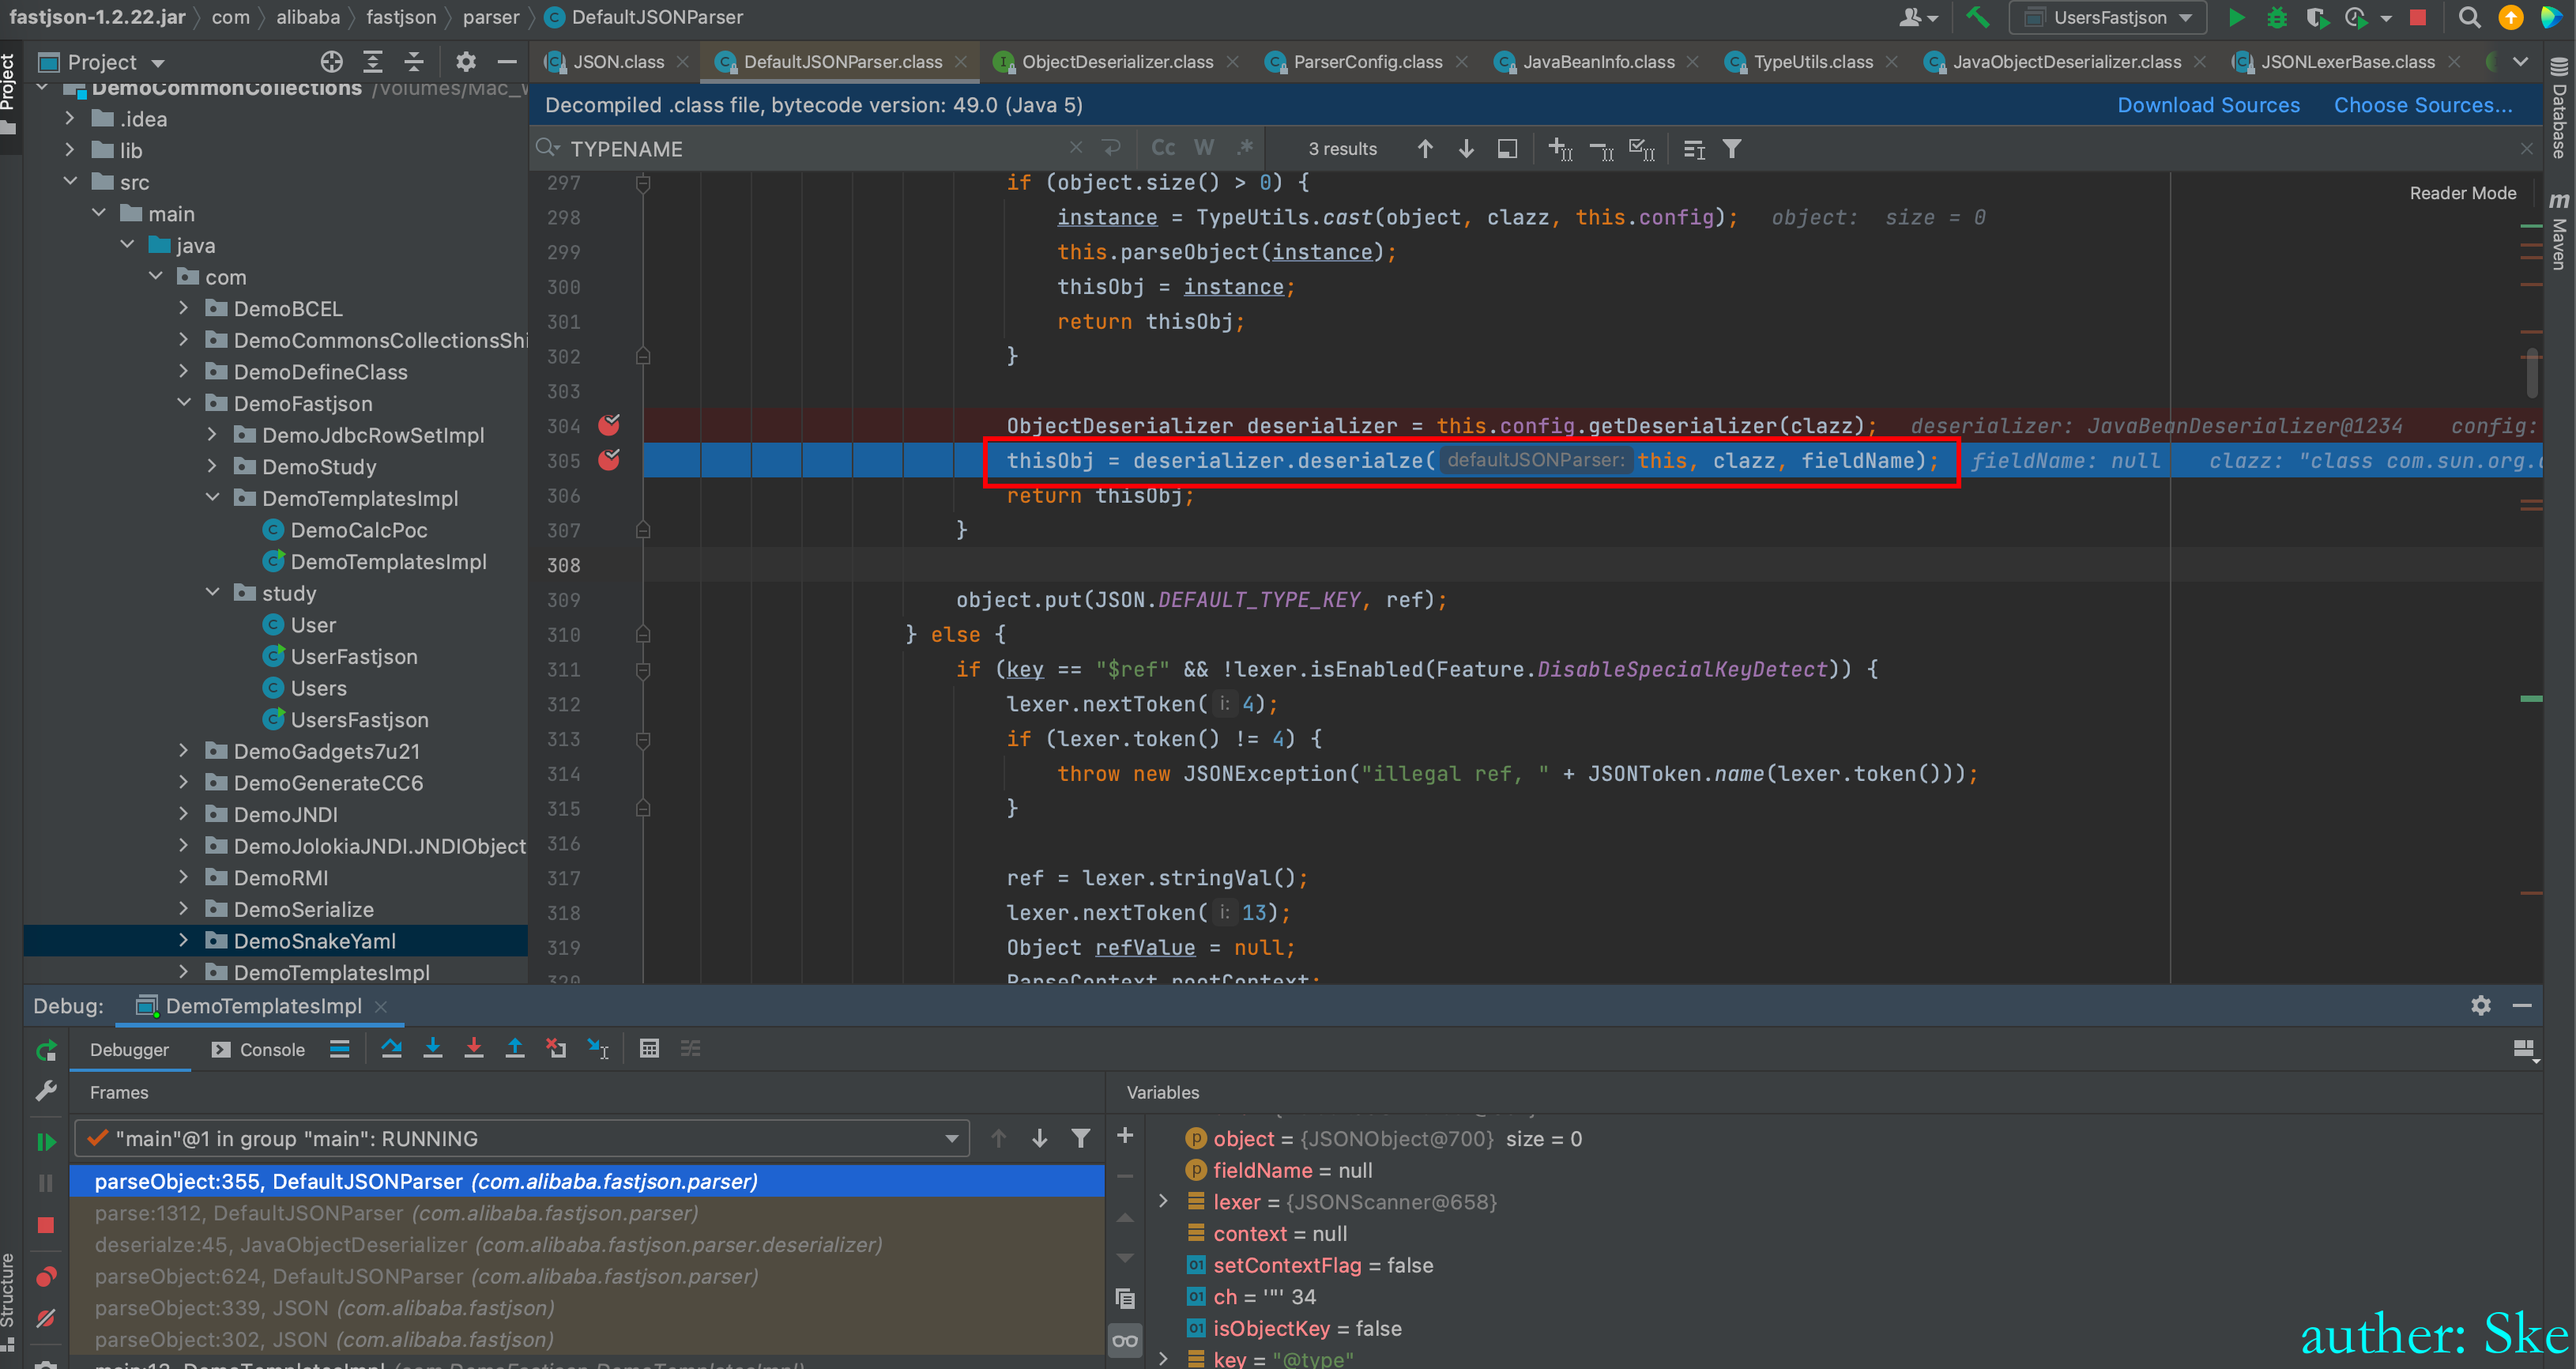 fastjson-1.2.22.jar com alibaba fastjson parser DefaultJSONParser
UsersFastjson
Project
JSON.class DefaultJSONParser.class ObjectDeserializer.class ParserConfig.class JavaBeanInfo.class TypeUtils.class JavaObjectDeserializer.class JSONLexerBase.class
Project
DemoCommonCollections
.idea
lib
src
main
java
com
DemoBCEL
DemoCommonsCollectionsShi
DemoDefineClass
DemoFastjson
DemoJdbcRowSetImpl
DemoStudy
DemoTemplatesImpl
DemoCalcPoc
DemoTemplatesImpl
study
User
UserFastjson
Users
UsersFastjson
DemoGadgets7u21
DemoGenerateCC6
DemoJNDI
DemoJolokiaJNDI.JNDIObject
DemoRMI
DemoSerialize
DemoSnakeYaml
DemoTemplatesImpl
Decompiled .class file, bytecode version: 49.0 (Java 5) Download Sources Choose Sources...
TYPENAME Cc W .* 3 results
Reader Mode
Database
Maven
297 if (object.size() > 0) {
298 instance = TypeUtils.cast(object, clazz, this.config); object: size = 0
299 this.parseObject(instance);
300 thisObj = instance;
301 return thisObj;
302 }
303
304 ObjectDeserializer deserializer = this.config.getDeserializer(clazz); deserializer: JavaBeanDeserializer@1234 config:
305 thisObj = deserializer.deserialze( defaultJSONParser: this, clazz, fieldName); fieldName: null clazz: "class com.sun.org.
306 return thisObj;
307 }
308
309 object.put(JSON.DEFAULT_TYPE_KEY, ref);
310 } else {
311 if (key == "$ref" && !lexer.isEnabled(Feature.DisableSpecialKeyDetect)) {
312 lexer.nextToken( i: 4);
313 if (lexer.token() != 4) {
314 throw new JSONException("illegal ref, " + JSONToken.name(lexer.token()));
315 }
316
317 ref = lexer.stringVal();
318 lexer.nextToken( i: 13);
319 Object refValue = null;
320 ParseContext rootContext;
Debug: DemoTemplatesImpl
Debugger Console
Frames
"main"@1 in group "main": RUNNING
parseObject:355, DefaultJSONParser (com.alibaba.fastjson.parser)
parse:1312, DefaultJSONParser (com.alibaba.fastjson.parser)
deserialze:45, JavaObjectDeserializer (com.alibaba.fastjson.parser.deserializer)
parseObject:624, DefaultJSONParser (com.alibaba.fastjson.parser)
parseObject:339, JSON (com.alibaba.fastjson)
parseObject:302, JSON (com.alibaba.fastjson)
main:13, DemoTemplatesImpl (com.DemoFastjson.DemoTemplatesImpl)
Variables
object = {JSONObject@700} size = 0
fieldName = null
lexer = {JSONScanner@658}
context = null
setContextFlag = false
ch = '"' 34
isObjectKey = false
key = "@type"
Structure
auther: Ske